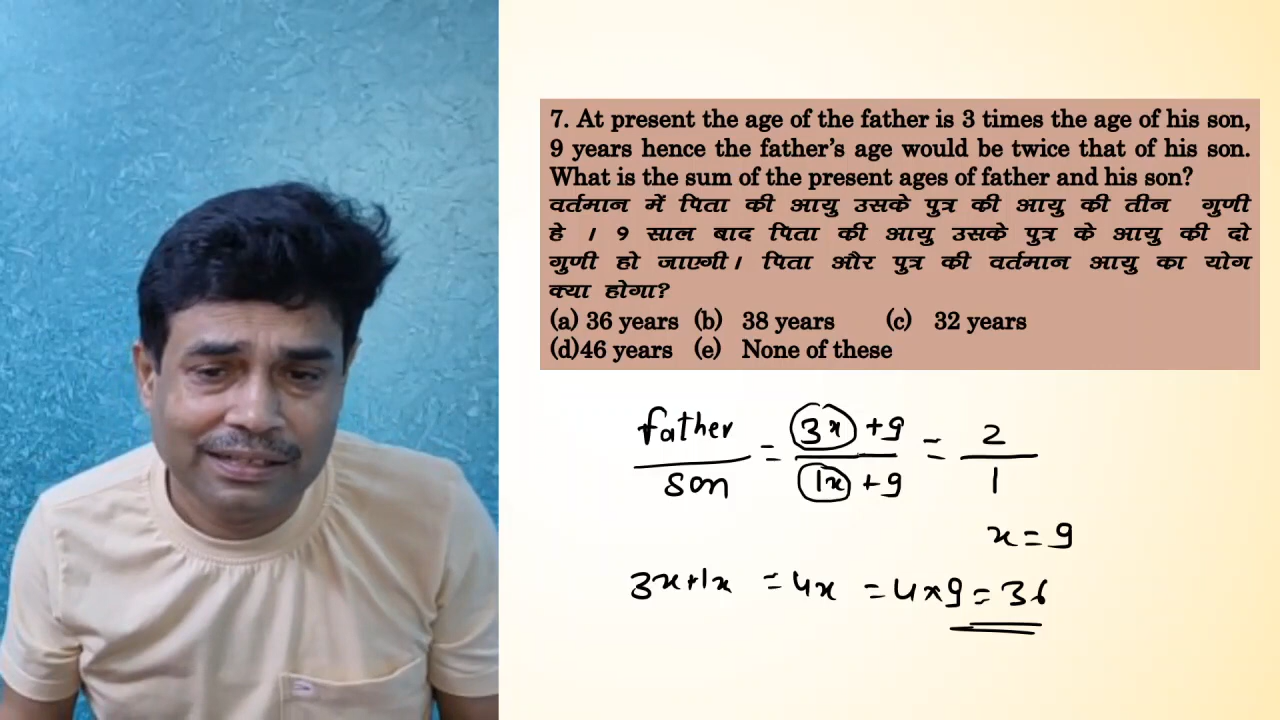 7. At present the age of the father is 3 times the age of his son,
9 years hence the father's age would be twice that of his son.
What is the sum of the present ages of father and his son?
वर्तमान में पिता की आयु उसके पुत्र की आयु की तीन गुणी
हे । 9 साल बाद पिता की आयु उसके पुत्र के आयु की दो
गुणी हो जाएगी। पिता और पुत्र की वर्तमान आयु का योग
क्या होगा?
(a) 36 years (b) 38 years (c) 32 years
(d)46 years (e) None of these
father = 3x +9 = 2
son 1x +9 1
x = 9
3x+1x = 4x = 4x9 = 36